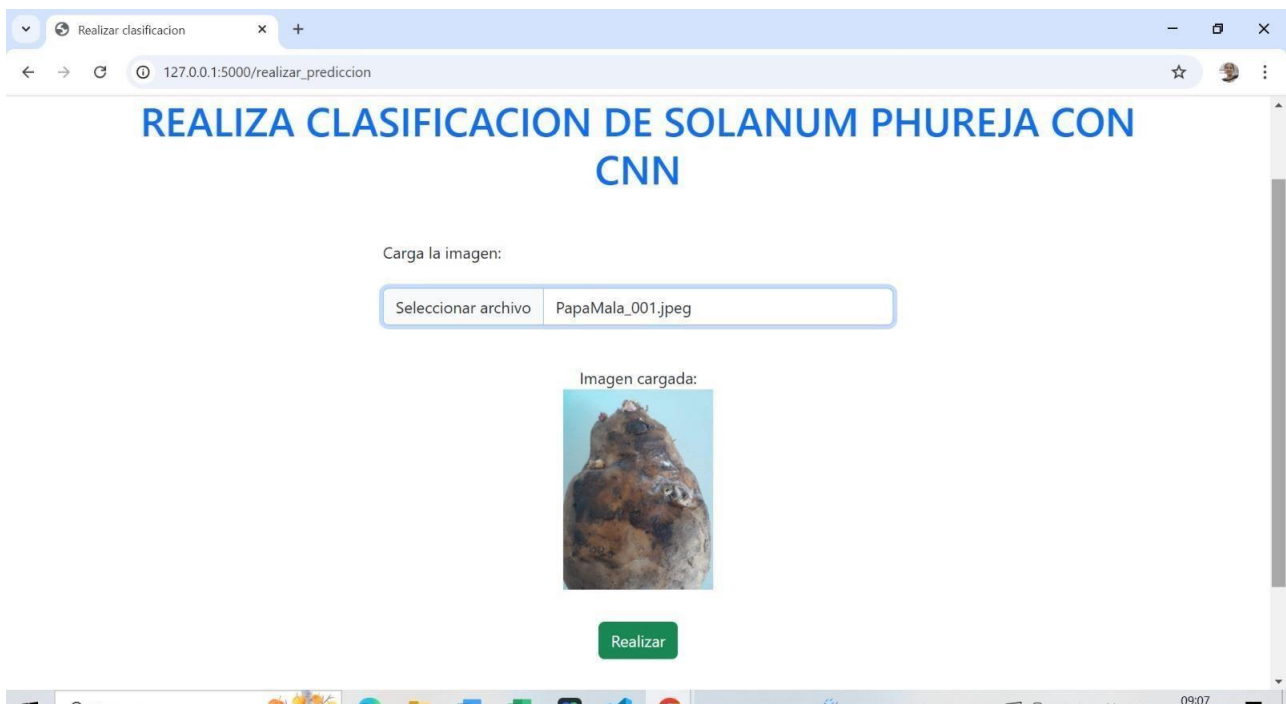 Realizar clasificacion
127.0.0.1:5000/realizar_prediccion
REALIZA CLASIFICACION DE SOLANUM PHUREJA CON
CNN
Carga la imagen:
Seleccionar archivo PapaMala_001.jpeg
Imagen cargada:
Realizar
09:07